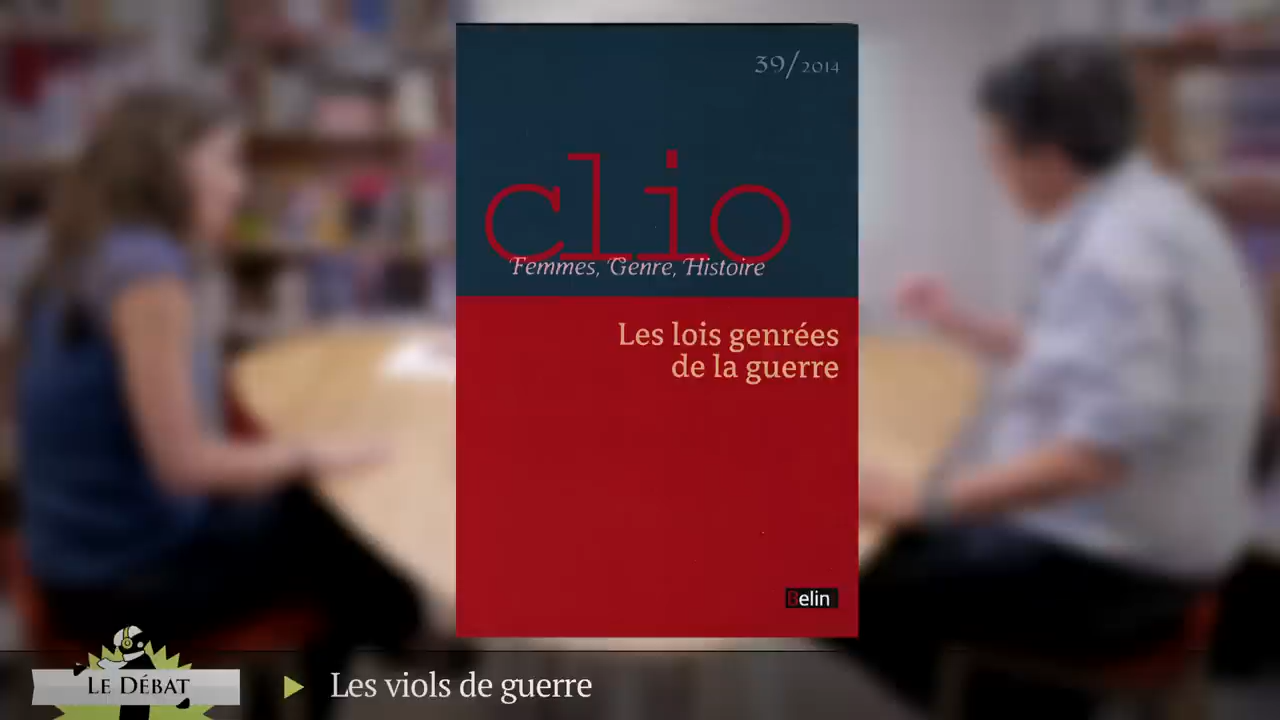 39/2014
clio
Femmes, Genre, Histoire
Les lois genrées
de la guerre
Belin
LE DÉBAT
Les viols de guerre